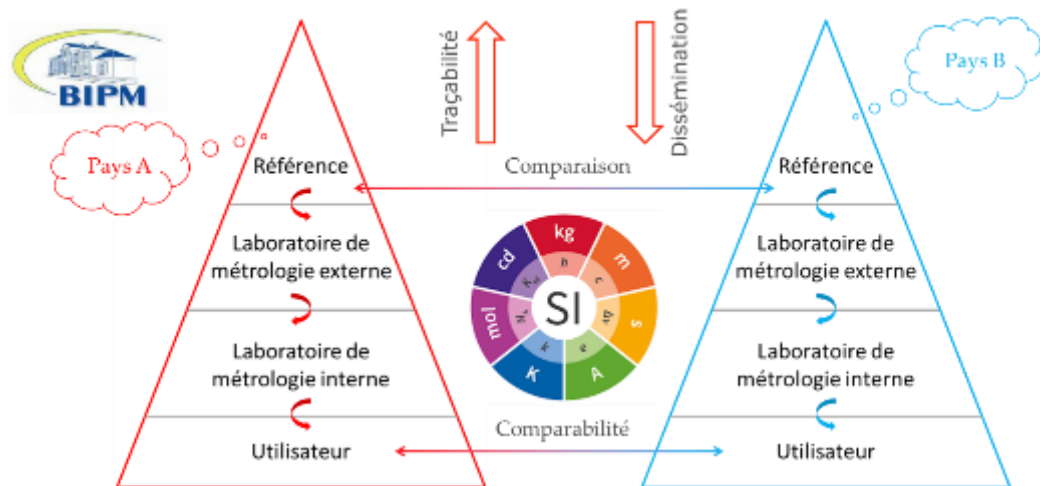 BIPM
Traçabilité
Dissémination
Pays A
Pays B
Référence
Comparaison
Référence
Laboratoire de
métrologie externe
Laboratoire de
métrologie externe
kg
m
s
A
K
mol
cd
h
c
Δν
e
k
N
K
SI
Laboratoire de
métrologie interne
Laboratoire de
métrologie interne
Comparabilité
Utilisateur
Utilisateur